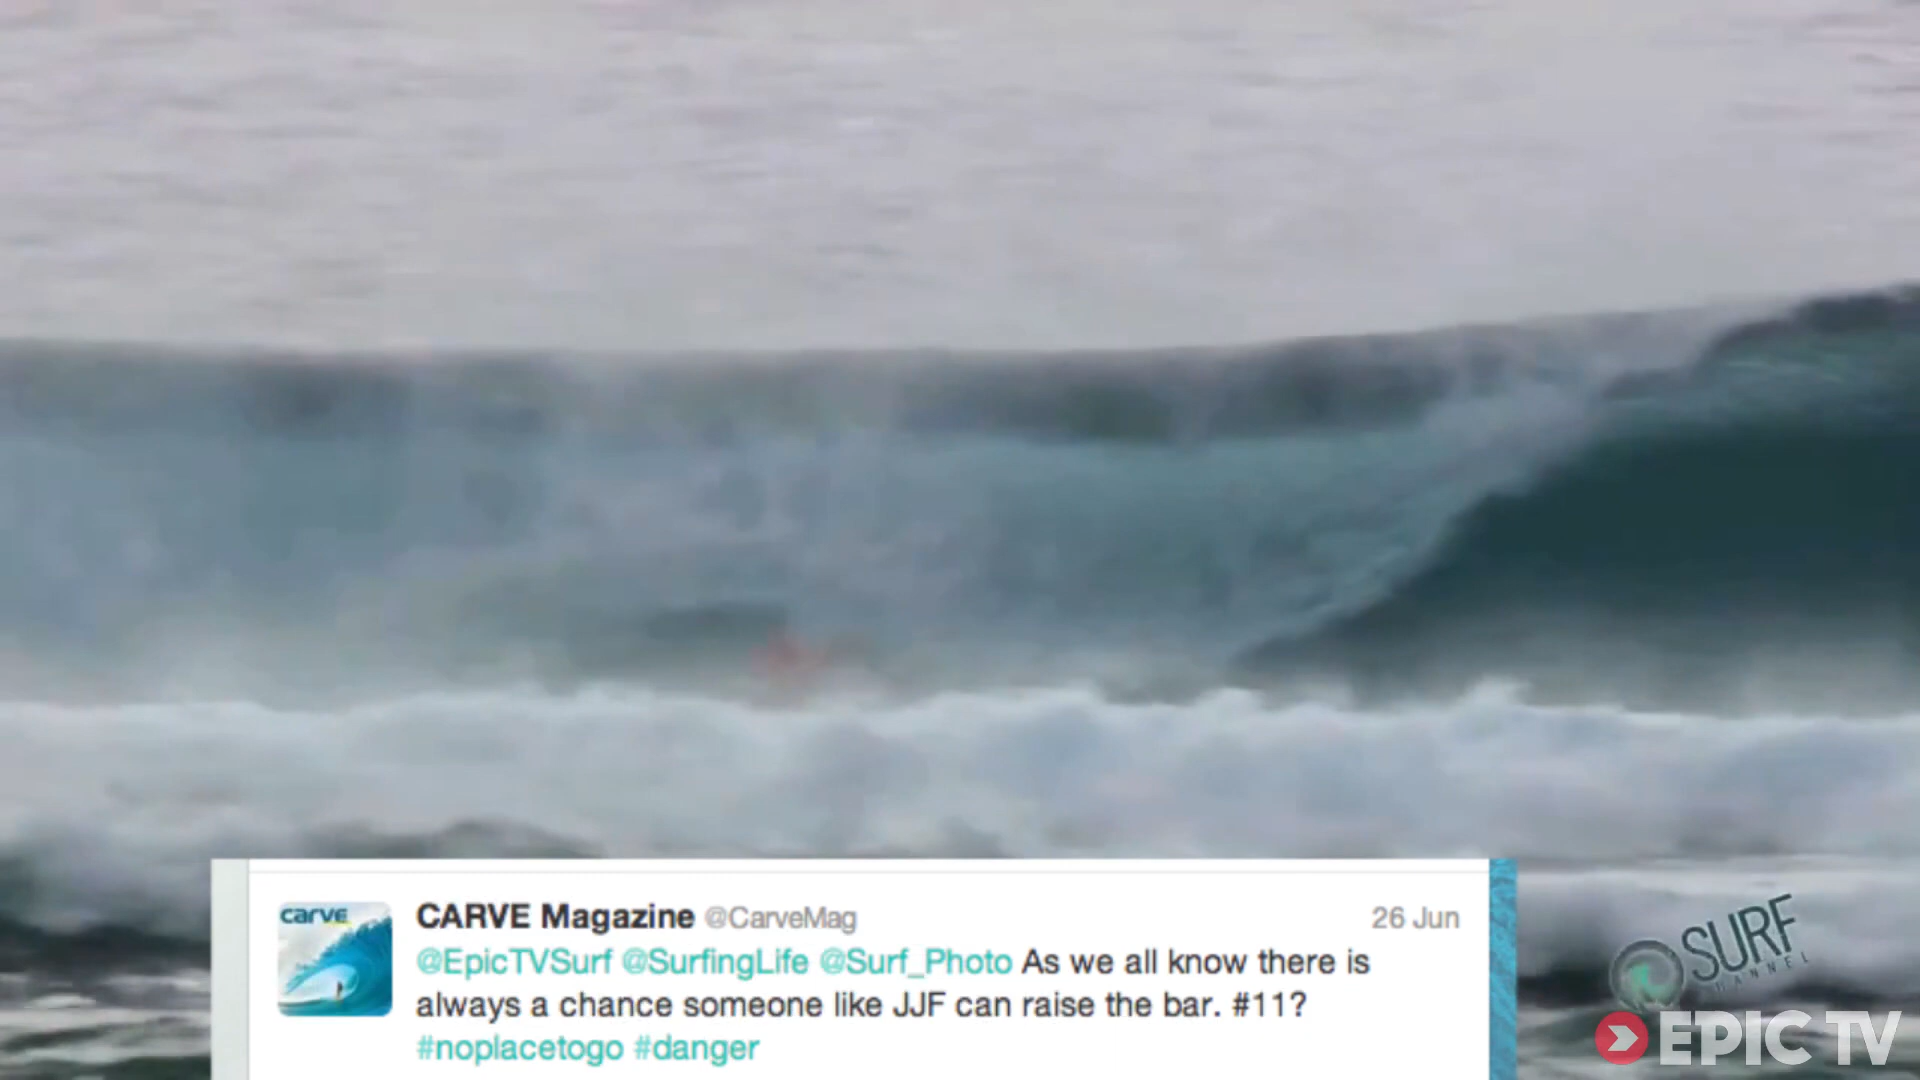 carve
CARVE Magazine @CarveMag 26 Jun
@EpicTVSurf @SurfingLife @Surf_Photo As we all know there is
always a chance someone like JJF can raise the bar. #11?
#noplacetogo #danger
SURF
CHANNEL
EPIC TV